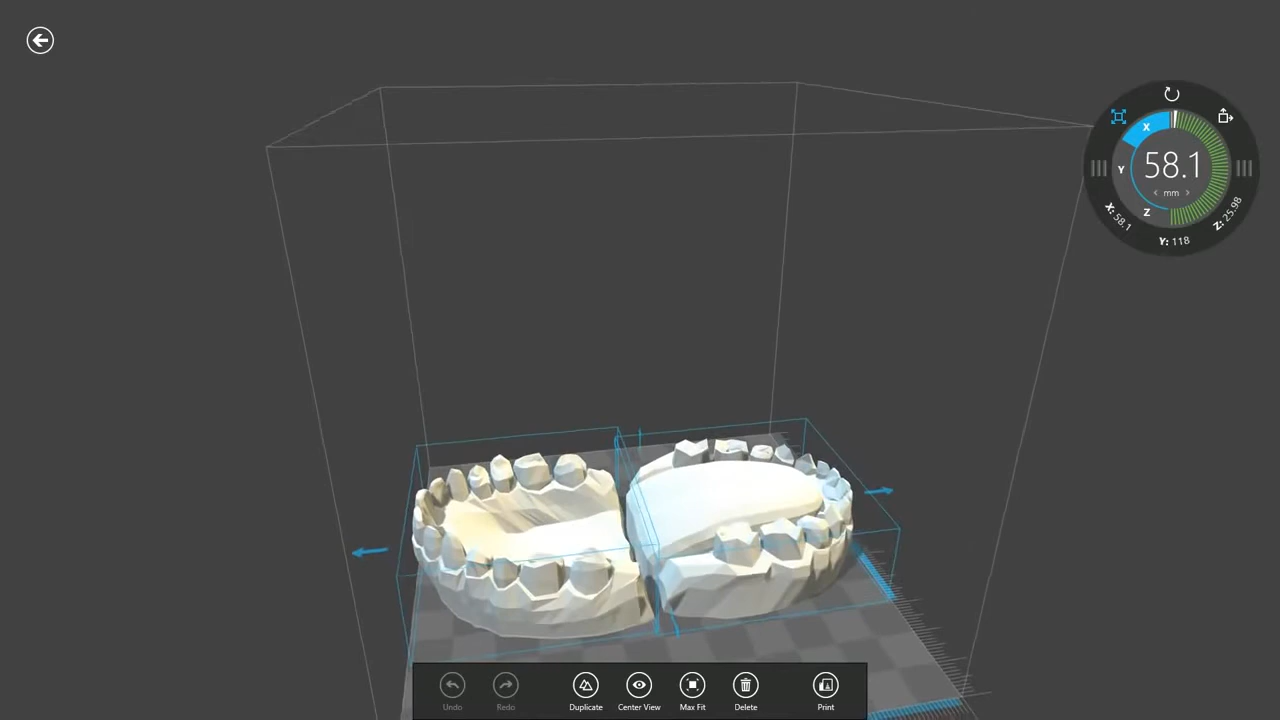 X
58.1
Y
< mm >
Z
X: 58.1
Y: 118
Z: 25.98
Undo
Redo
Duplicate
Center View
Max Fit
Delete
Print